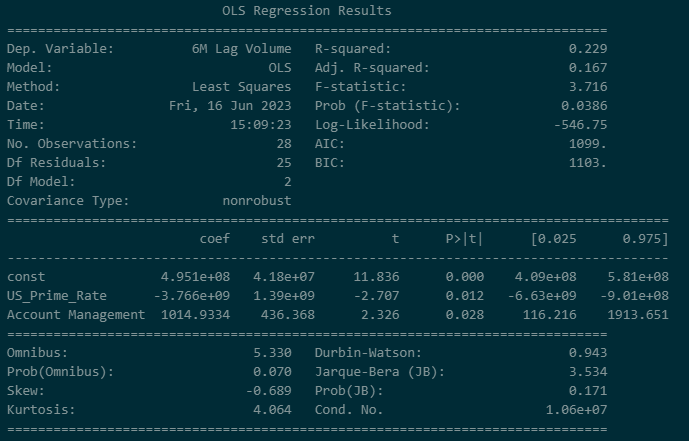 OLS Regression Results
==============================================================================
Dep. Variable: 6M Lag Volume R-squared: 0.229
Model: OLS Adj. R-squared: 0.167
Method: Least Squares F-statistic: 3.716
Date: Fri, 16 Jun 2023 Prob (F-statistic): 0.0386
Time: 15:09:23 Log-Likelihood: -546.75
No. Observations: 28 AIC: 1099.
Df Residuals: 25 BIC: 1103.
Df Model: 2
Covariance Type: nonrobust
======================================================================================
coef std err t P>|t| [0.025 0.975]
--------------------------------------------------------------------------------------
const 4.951e+08 4.18e+07 11.836 0.000 4.09e+08 5.81e+08
US_Prime_Rate -3.766e+09 1.39e+09 -2.707 0.012 -6.63e+09 -9.01e+08
Account Management 1014.9334 436.368 2.326 0.028 116.216 1913.651
==============================================================================
Omnibus: 5.330 Durbin-Watson: 0.943
Prob(Omnibus): 0.070 Jarque-Bera (JB): 3.534
Skew: -0.689 Prob(JB): 0.171
Kurtosis: 4.064 Cond. No. 1.06e+07
==============================================================================